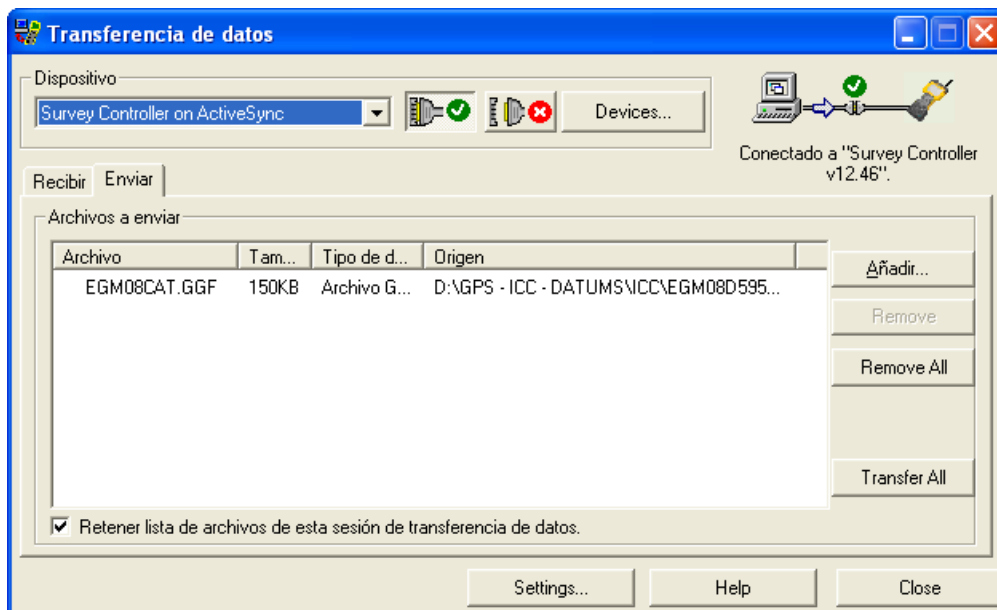 Transferencia de datos
Dispositivo
Survey Controller on ActiveSync
Devices...
Conectado a "Survey Controller
v12.46".
Recibir
Enviar
Archivos a enviar
Archivo Tam... Tipo de d... Origen
EGM08CAT.GGF 150KB Archivo G... D:\GPS - ICC - DATUMS\ICC\EGM08D595...
Añadir...
Remove
Remove All
Transfer All
Retener lista de archivos de esta sesión de transferencia de datos.
Settings...
Help
Close